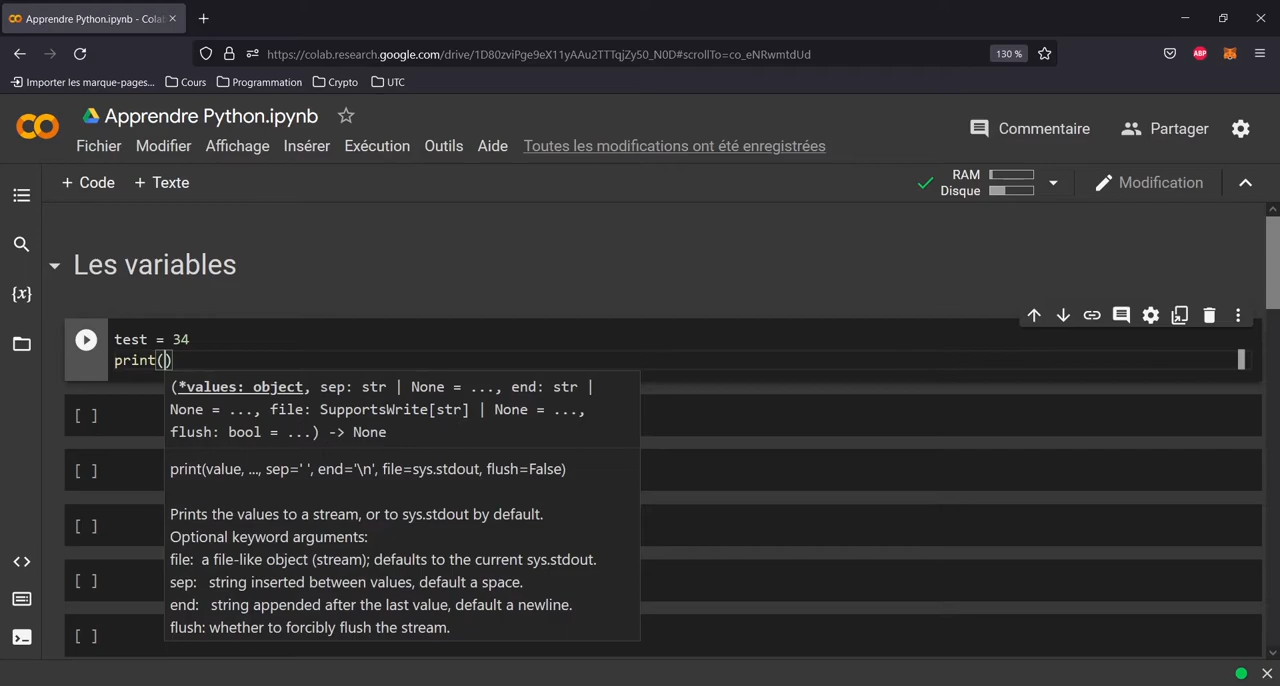 Apprendre Python.ipynb - Cola
https://colab.research.google.com/drive/1D80zviPge9eX11yAAu2TTTqjZy50_N0D#scrollTo=co_eNRwmtdUd
130 %
ABP
Importer les marque-pages...
Cours
Programmation
Crypto
UTC
Apprendre Python.ipynb
Commentaire
Partager
Fichier Modifier Affichage Insérer Exécution Outils Aide Toutes les modifications ont été enregistrées
+ Code + Texte
RAM
Disque
Modification
Les variables
test = 34
print()
(*values: object, sep: str | None = ..., end: str |
None = ..., file: SupportsWrite[str] | None = ...,
flush: bool = ...) -> None
print(value, ..., sep=' ', end='\n', file=sys.stdout, flush=False)
Prints the values to a stream, or to sys.stdout by default.
Optional keyword arguments:
file: a file-like object (stream); defaults to the current sys.stdout.
sep: string inserted between values, default a space.
end: string appended after the last value, default a newline.
flush: whether to forcibly flush the stream.
[ ]
[ ]
[ ]
[ ]
[ ]